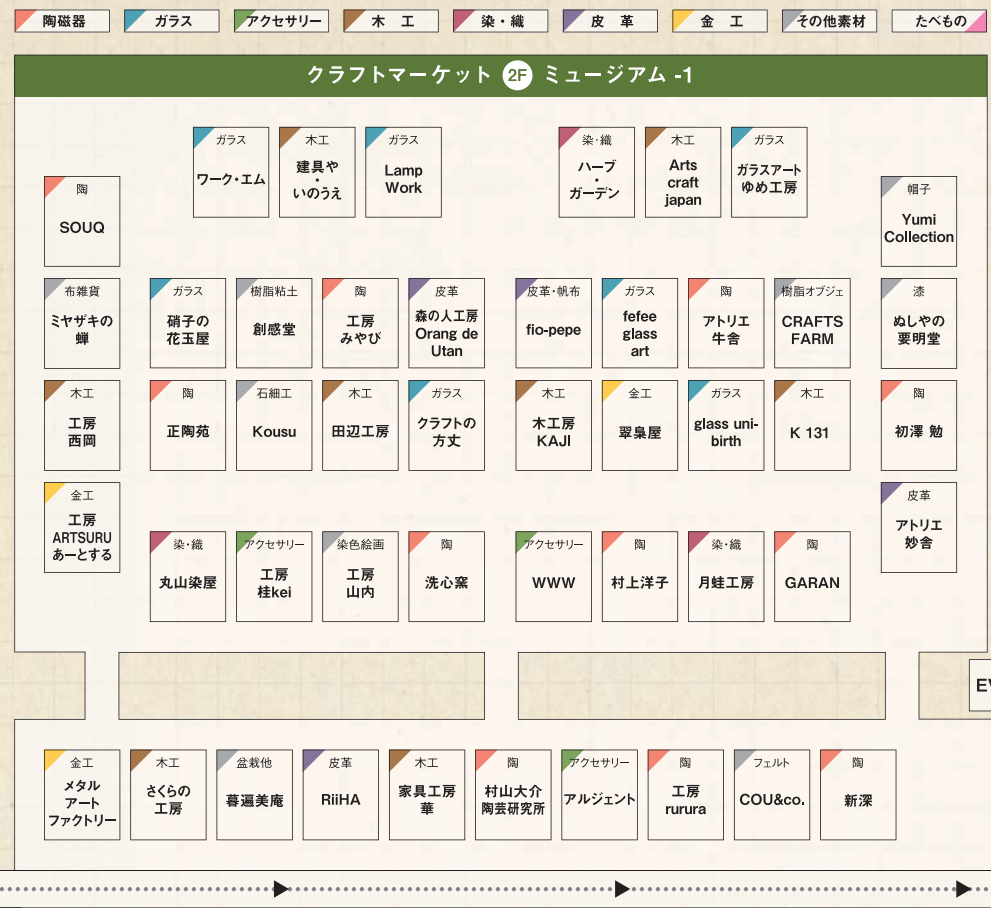 陶磁器
ガラス
アクセサリー
木 工
染・織
皮 革
金 工
その他素材
たべもの
クラフトマーケット 2F ミュージアム -1
ガラス
ワーク・エム
木工
建具や
・
いのうえ
ガラス
Lamp
Work
染・織
ハーブ
・
ガーデン
木工
Arts
craft
japan
ガラス
ガラスアート
ゆめ工房
陶
SOUQ
帽子
Yumi
Collection
布雑貨
ミヤザキの
蝉
ガラス
硝子の
花玉屋
樹脂粘土
創感堂
陶
工房
みやび
皮革
森の人工房
Orang de
Utan
皮革・帆布
fio-pepe
ガラス
fefee
glass
art
陶
アトリエ
牛舎
樹脂オブジェ
CRAFTS
FARM
漆
ぬしやの
要明堂
木工
工房
西岡
陶
正陶苑
石細工
Kousu
木工
田辺工房
ガラス
クラフトの
方丈
木工
木工房
KAJI
金工
翠梟屋
ガラス
glass uni-
birth
木工
K 131
陶
初澤 勉
金工
工房
ARTSURU
あーとする
皮革
アトリエ
妙舎
染・織
丸山染屋
アクセサリー
工房
桂kei
染色絵画
工房
山内
陶
洗心窯
アクセサリー
WWW
陶
村上洋子
染・織
月蛙工房
陶
GARAN
EV
金工
メタル
アート
ファクトリー
木工
さくらの
工房
盆栽他
暮遍美庵
皮革
RiiHA
木工
家具工房
華
陶
村山大介
陶芸研究所
アクセサリー
アルジェント
陶
工房
rurura
フェルト
COU&co.
陶
新深